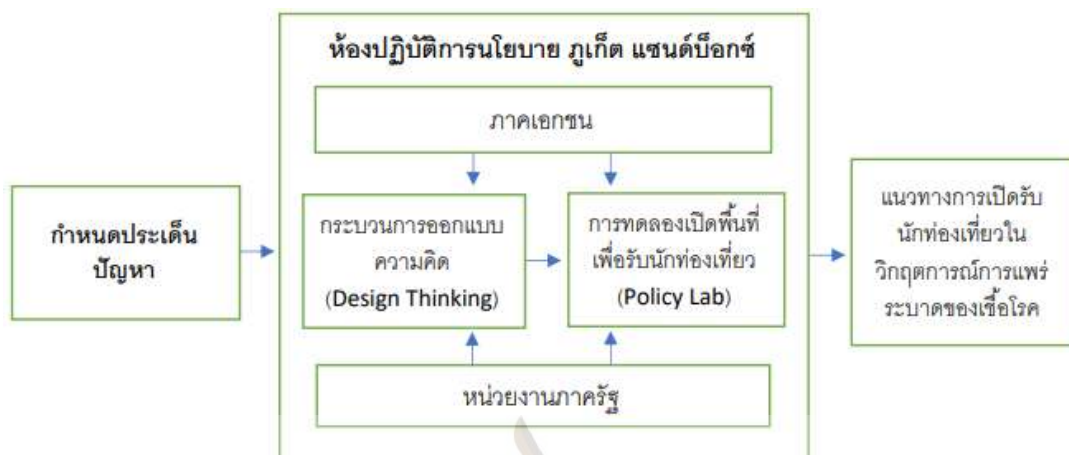 ห้องปฏิบัติการนโยบาย ภูเก็ต แซนด์บ็อกซ์
ภาคเอกชน
กำหนดประเด็น
ปัญหา
กระบวนการออกแบบ
ความคิด
(Design Thinking)
การทดลองเปิดพื้นที่
เพื่อรับนักท่องเที่ยว
(Policy Lab)
แนวทางการเปิดรับ
นักท่องเที่ยวใน
วิกฤตการณ์การแพร่
ระบาดของเชื้อโรค
หน่วยงานภาครัฐ